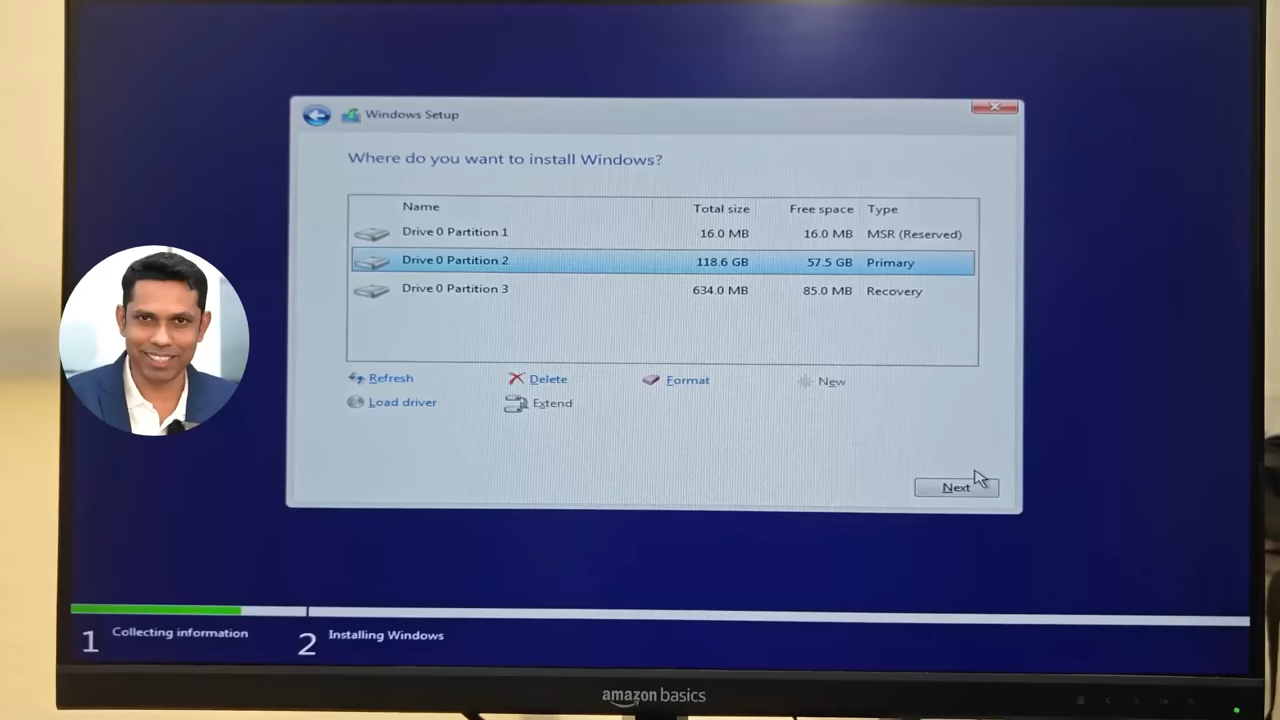 Windows Setup
Where do you want to install Windows?
Name Total size Free space Type
Drive 0 Partition 1 16.0 MB 16.0 MB MSR (Reserved)
Drive 0 Partition 2 118.6 GB 57.5 GB Primary
Drive 0 Partition 3 634.0 MB 85.0 MB Recovery
Refresh Delete Format New
Load driver Extend
Next
1 Collecting information 2 Installing Windows
amazon basics